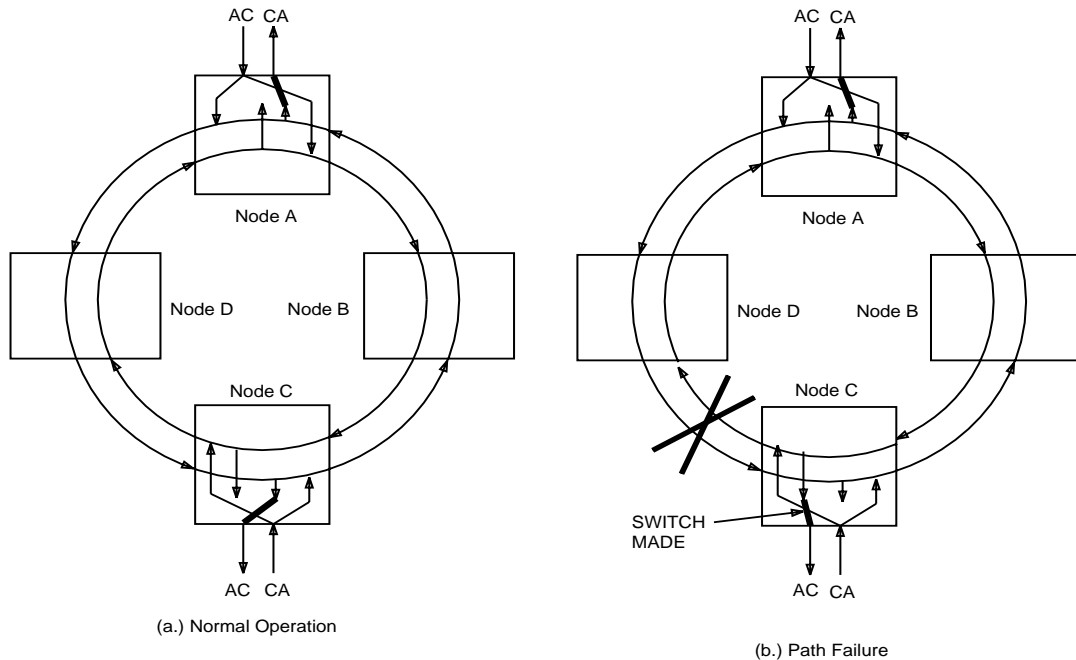 AC CA
Node A
Node D
Node B
Node C
AC CA
(a.) Normal Operation
AC CA
Node A
Node D
Node B
Node C
SWITCH
MADE
AC CA
(b.) Path Failure